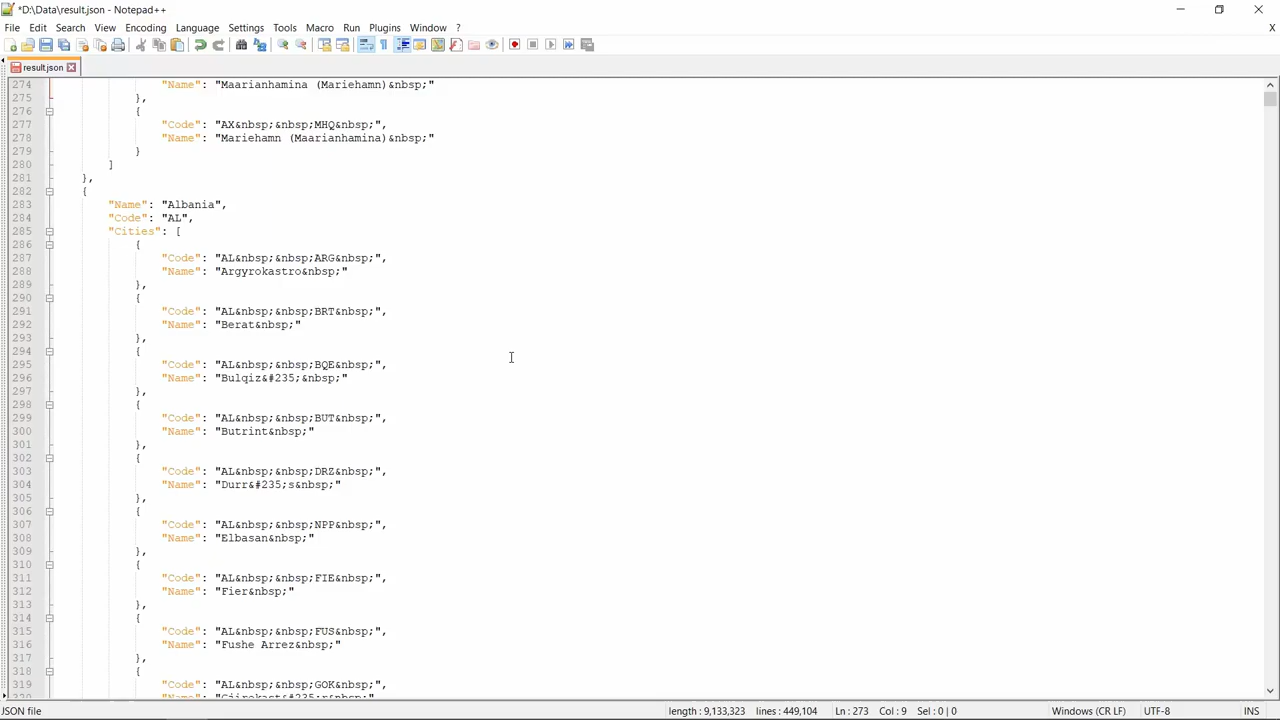 *D:\Data\result.json - Notepad++
File Edit Search View Encoding Language Settings Tools Macro Run Plugins Window ?
X
result.json
274 "Name": "Maarianhamina (Mariehamn)&nbsp;"
275 },
276 {
277 "Code": "AX&nbsp;&nbsp;MHQ&nbsp;",
278 "Name": "Mariehamn (Maarianhamina)&nbsp;"
279 }
280 ]
281 },
282 {
283 "Name": "Albania",
284 "Code": "AL",
285 "Cities": [
286 {
287 "Code": "AL&nbsp;&nbsp;ARG&nbsp;",
288 "Name": "Argyrokastro&nbsp;"
289 },
290 {
291 "Code": "AL&nbsp;&nbsp;BRT&nbsp;",
292 "Name": "Berat&nbsp;"
293 },
294 {
295 "Code": "AL&nbsp;&nbsp;BQE&nbsp;",
296 "Name": "Bulqiz&#235;&nbsp;"
297 },
298 {
299 "Code": "AL&nbsp;&nbsp;BUT&nbsp;",
300 "Name": "Butrint&nbsp;"
301 },
302 {
303 "Code": "AL&nbsp;&nbsp;DRZ&nbsp;",
304 "Name": "Durr&#235;s&nbsp;"
305 },
306 {
307 "Code": "AL&nbsp;&nbsp;NPP&nbsp;",
308 "Name": "Elbasan&nbsp;"
309 },
310 {
311 "Code": "AL&nbsp;&nbsp;FIE&nbsp;",
312 "Name": "Fier&nbsp;"
313 },
314 {
315 "Code": "AL&nbsp;&nbsp;FUS&nbsp;",
316 "Name": "Fushe Arrez&nbsp;"
317 },
318 {
319 "Code": "AL&nbsp;&nbsp;GOK&nbsp;",
320 "Name": "Gjirokast&#235;r&nbsp;"
JSON file length : 9,133,323 lines : 449,104 Ln : 273 Col : 9 Sel : 0 | 0 Windows (CR LF) UTF-8 INS